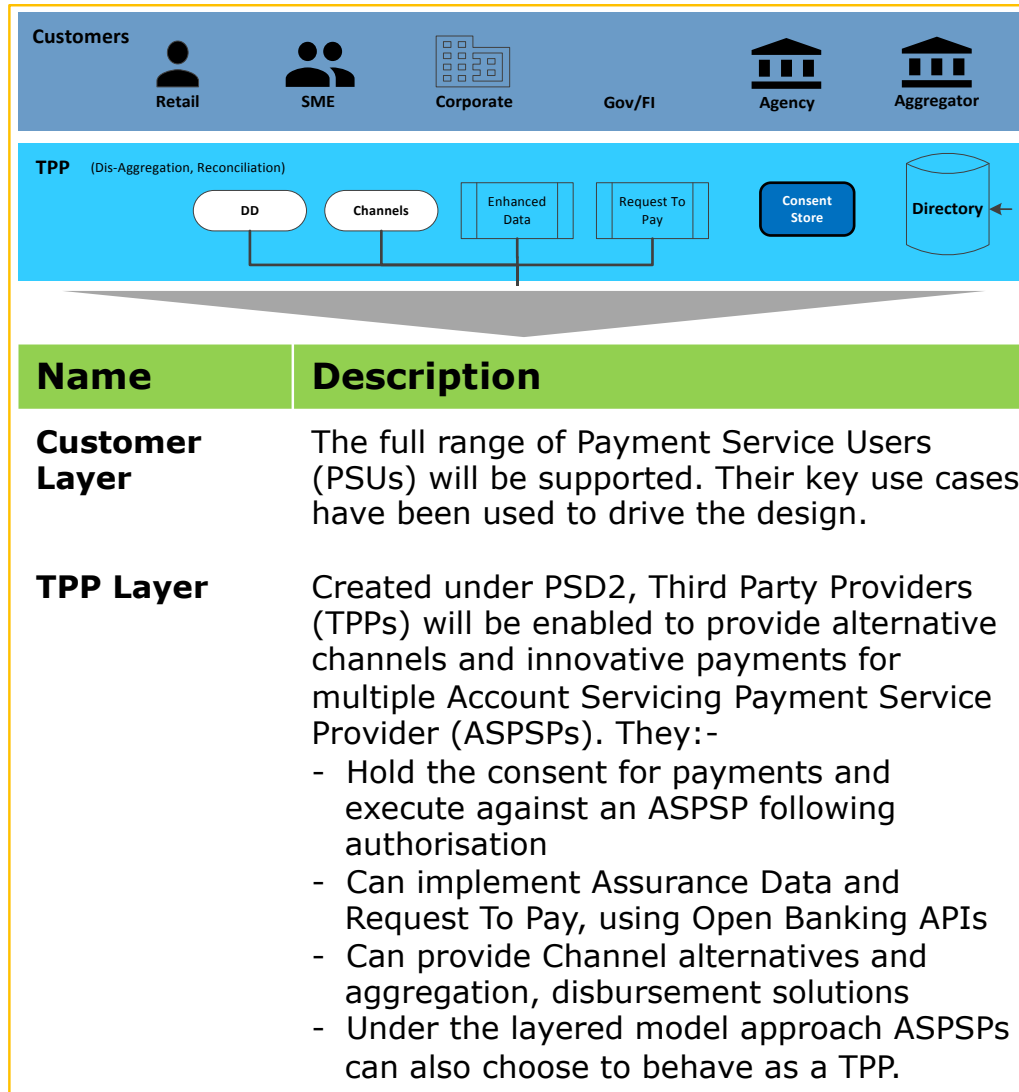 Customers
Retail
SME
Corporate
Gov/FI
Agency
Aggregator
TPP (Dis-Aggregation, Reconciliation)
DD
Channels
Enhanced
Data
Request To
Pay
Consent
Store
Directory
Name Description
Customer
Layer
The full range of Payment Service Users
(PSUs) will be supported. Their key use cases
have been used to drive the design.
TPP Layer
Created under PSD2, Third Party Providers
(TPPs) will be enabled to provide alternative
channels and innovative payments for
multiple Account Servicing Payment Service
Provider (ASPSPs). They:-
- Hold the consent for payments and
execute against an ASPSP following
authorisation
- Can implement Assurance Data and
Request To Pay, using Open Banking APIs
- Can provide Channel alternatives and
aggregation, disbursement solutions
- Under the layered model approach ASPSPs
can also choose to behave as a TPP.